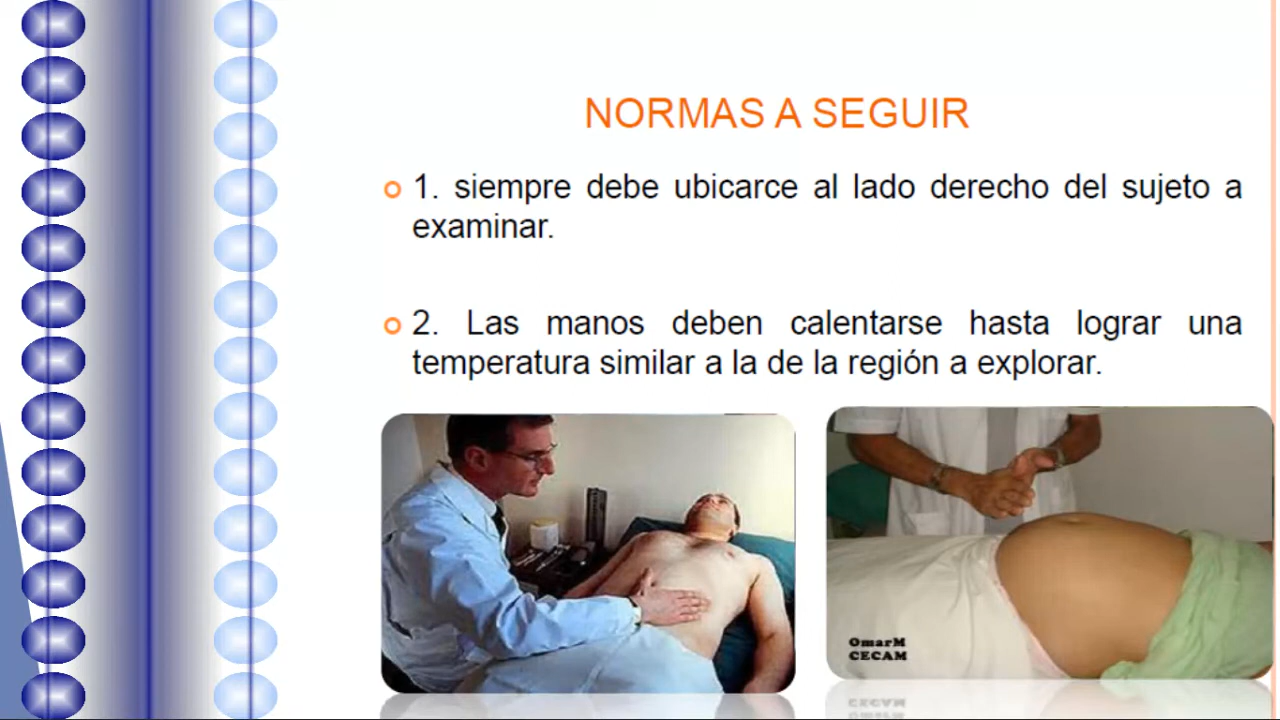 NORMAS A SEGUIR
1. siempre debe ubicarce al lado derecho del sujeto a
examinar.
2. Las manos deben calentarse hasta lograr una
temperatura similar a la de la región a explorar.
OmarM
CECAM